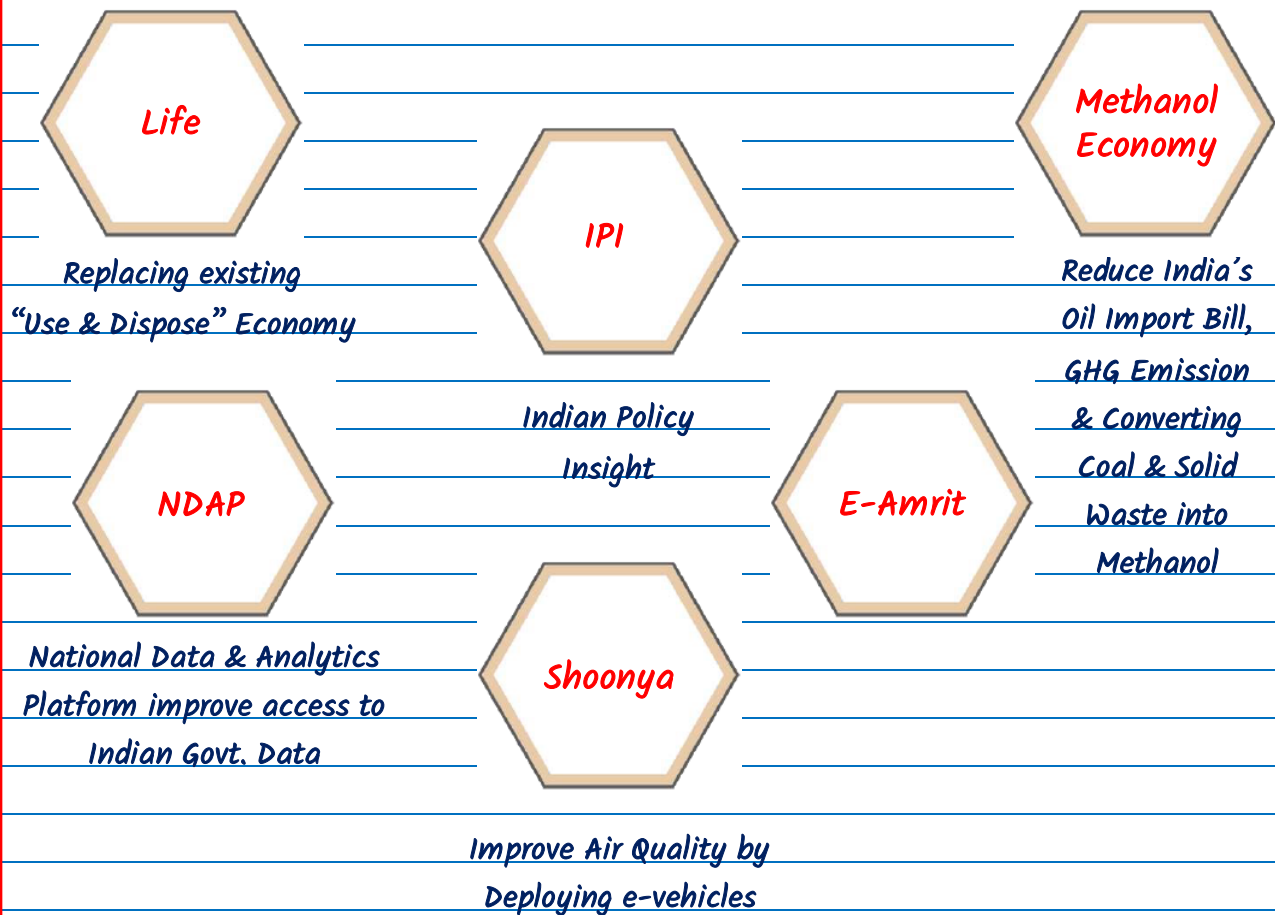 Life
Replacing existing
“Use & Dispose” Economy
IPI
Indian Policy
Insight
Methanol
Economy
Reduce India’s
Oil Import Bill,
GHG Emission
& Converting
Coal & Solid
Waste into
Methanol
NDAP
National Data & Analytics
Platform improve access to
Indian Govt. Data
E-Amrit
Shoonya
Improve Air Quality by
Deploying e-vehicles